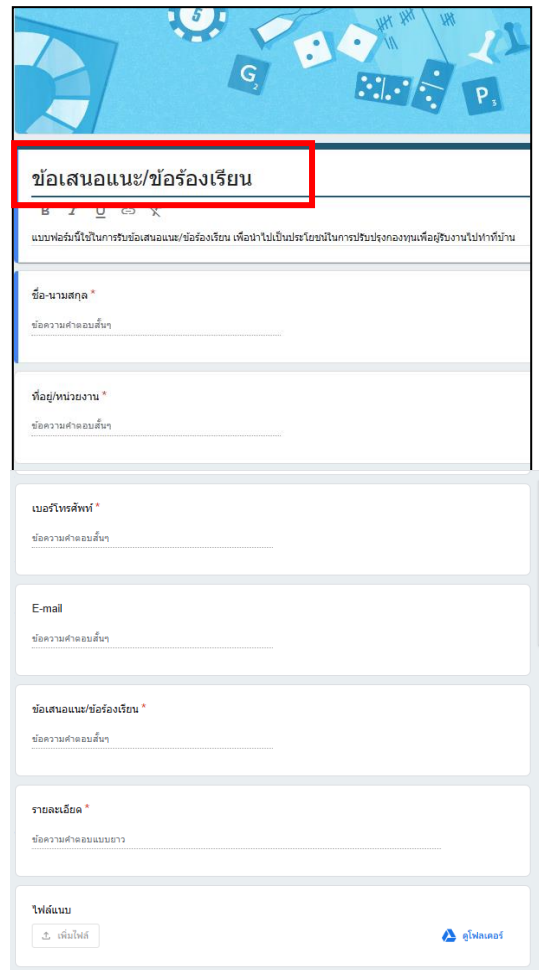 5
G
2
P
3
ข้อเสนอแนะ/ข้อร้องเรียน
B I U
แบบฟอร์มนี้ใช้ในการรับข้อเสนอแนะ/ข้อร้องเรียน เพื่อนำไปเป็นประโยชน์ในการปรับปรุงกองทุนเพื่อผู้รับงานไปทำที่บ้าน
ชื่อ-นามสกุล *
ข้อความคำตอบสั้นๆ
ที่อยู่/หน่วยงาน *
ข้อความคำตอบสั้นๆ
เบอร์โทรศัพท์ *
ข้อความคำตอบสั้นๆ
E-mail
ข้อความคำตอบสั้นๆ
ข้อเสนอแนะ/ข้อร้องเรียน *
ข้อความคำตอบสั้นๆ
รายละเอียด *
ข้อความคำตอบแบบยาว
ไฟล์แนบ
เพิ่มไฟล์ ดูโฟลเดอร์